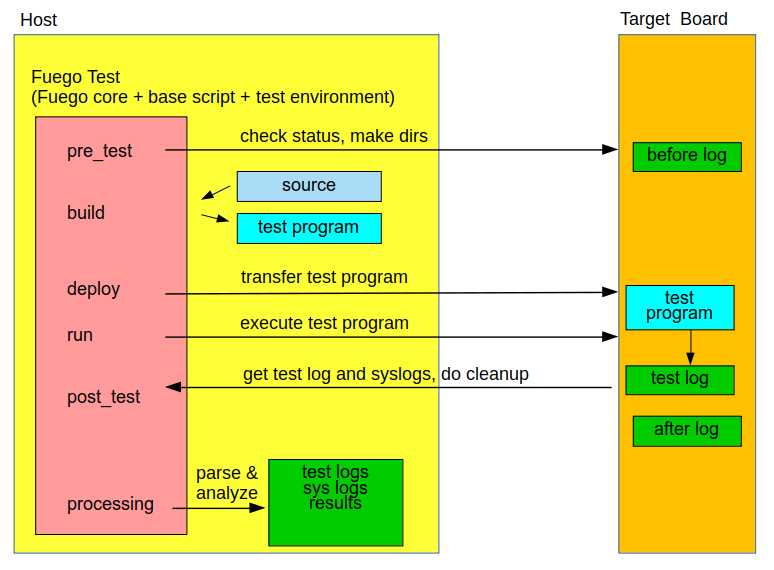 Host
Target Board
Fuego Test
(Fuego core + base script + test environment)
pre_test
check status, make dirs
before log
source
build
test program
deploy
transfer test program
test
program
run
execute test program
post_test
get test log and syslogs, do cleanup
test log
after log
processing
parse &
analyze
test logs
sys logs
results